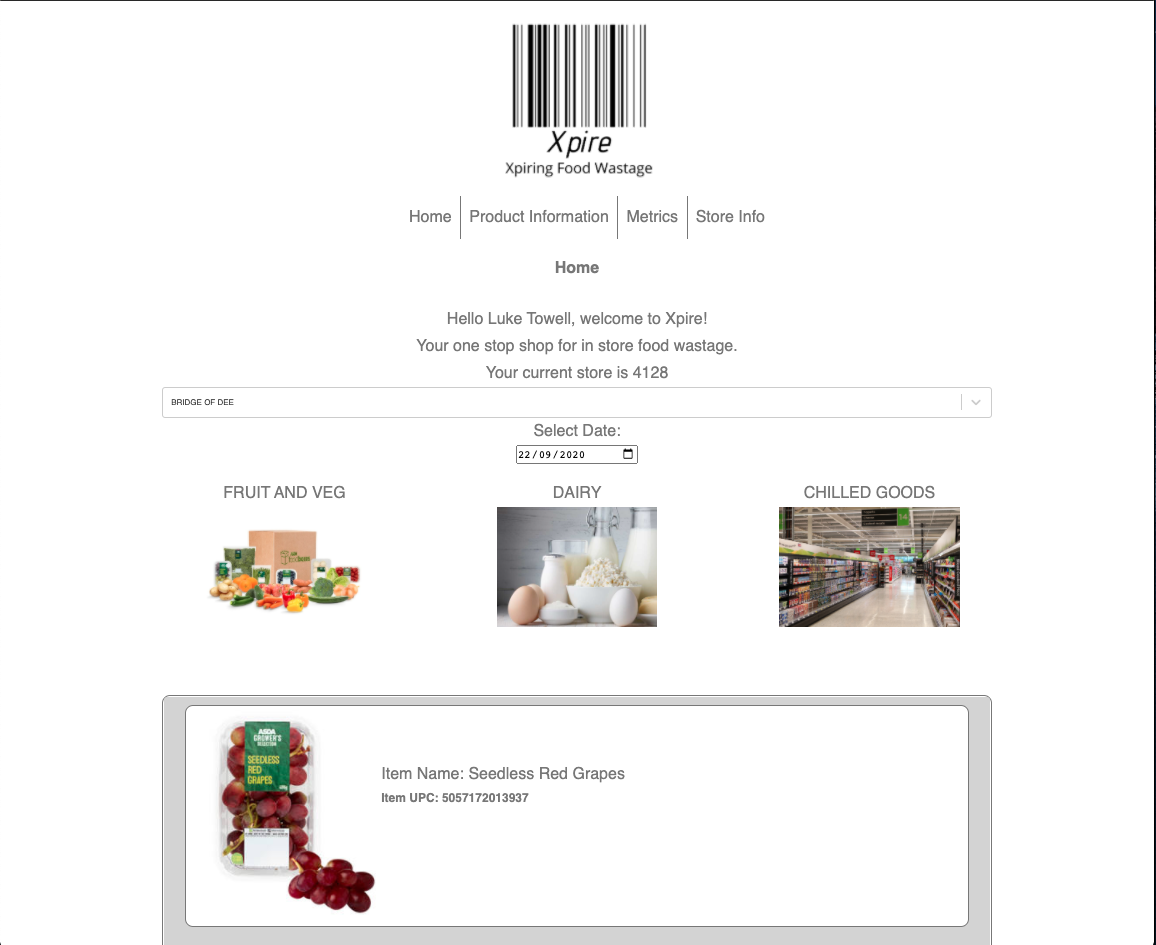 Xpire
Xpiring Food Wastage
Home
Product Information
Metrics
Store Info
Home
Hello Luke Towell, welcome to Xpire!
Your one stop shop for in store food wastage.
Your current store is 4128
BRIDGE OF DEE
Select Date:
22/09/2020
FRUIT AND VEG
DAIRY
CHILLED GOODS
14
ASDA
GROWER'S
SELECTION
SEEDLESS
RED
GRAPES
Item Name: Seedless Red Grapes
Item UPC: 5057172013937